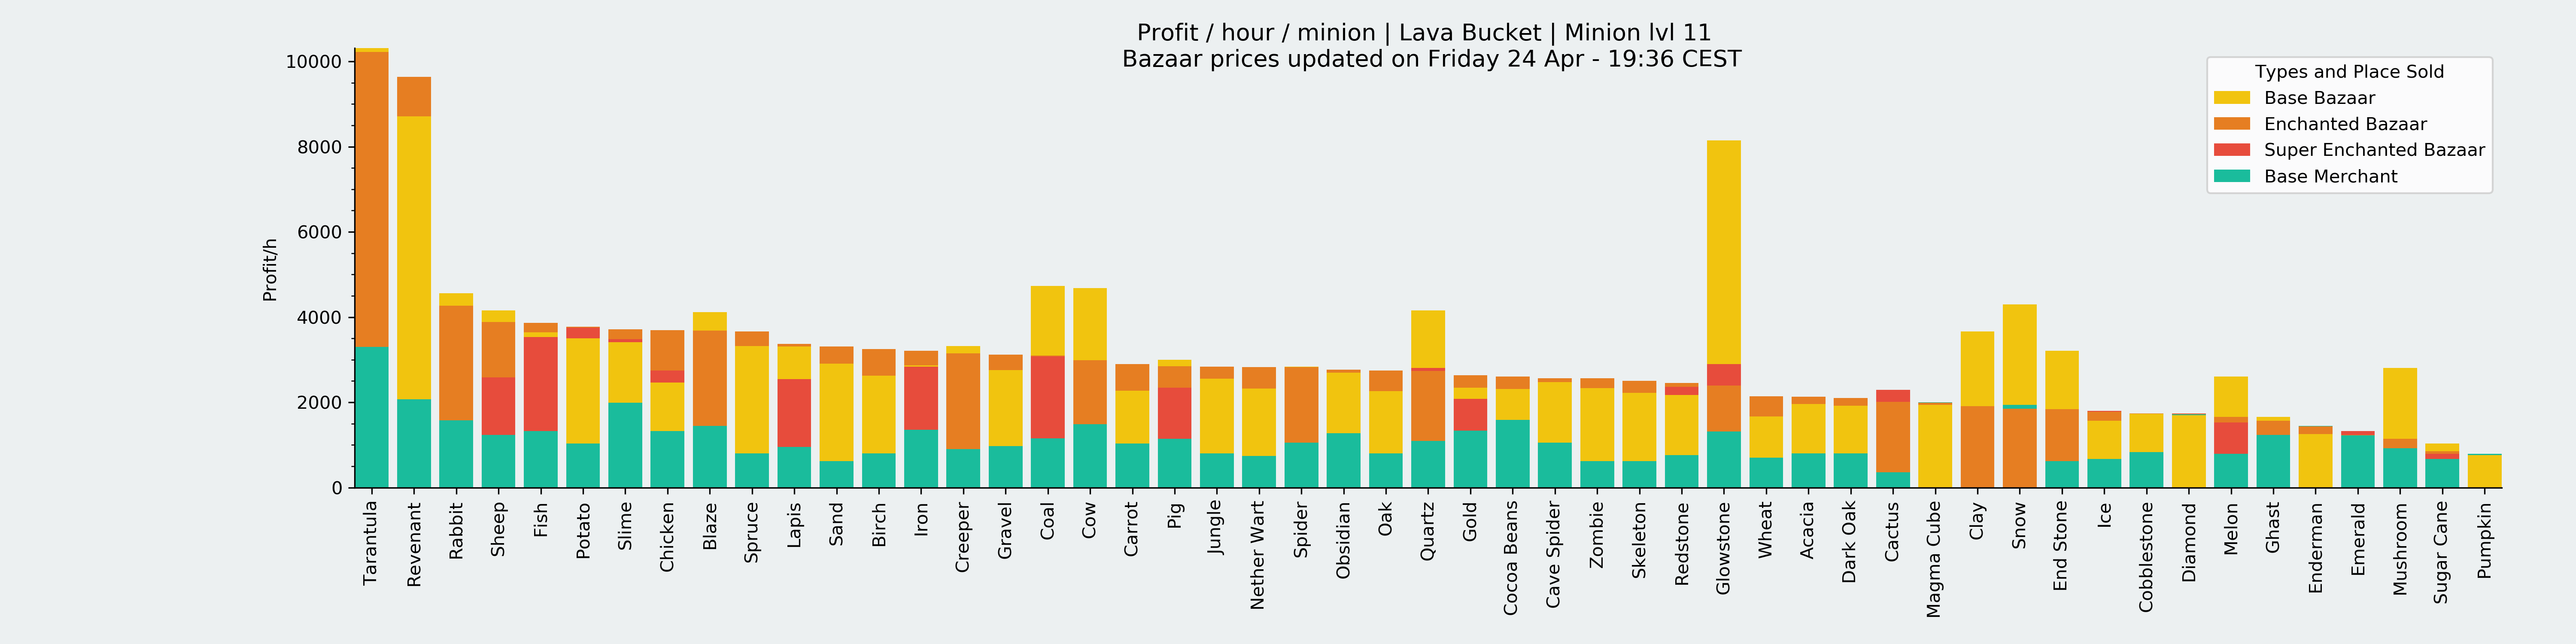 Profit / hour / minion | Lava Bucket | Minion lvl 11
Bazaar prices updated on Friday 24 Apr - 19:36 CEST
Types and Place Sold
Base Bazaar
Enchanted Bazaar
Super Enchanted Bazaar
Base Merchant
Profit/h
10000
8000
6000
4000
2000
0
Tarantula
Revenant
Rabbit
Sheep
Fish
Potato
Slime
Chicken
Blaze
Spruce
Lapis
Sand
Birch
Iron
Creeper
Gravel
Coal
Cow
Carrot
Pig
Jungle
Nether Wart
Spider
Obsidian
Oak
Quartz
Gold
Cocoa Beans
Cave Spider
Zombie
Skeleton
Redstone
Glowstone
Wheat
Acacia
Dark Oak
Cactus
Magma Cube
Clay
Snow
End Stone
Ice
Cobblestone
Diamond
Melon
Ghast
Enderman
Emerald
Mushroom
Sugar Cane
Pumpkin